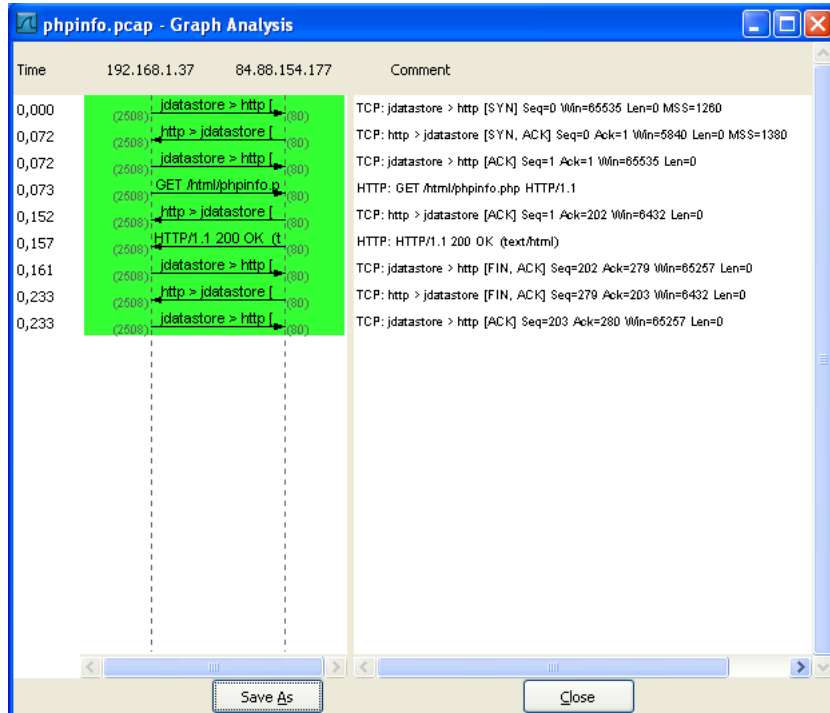 phpinfo.pcap - Graph Analysis
Time 192.168.1.37 84.88.154.177 Comment
0,000 (2508) jdatastore > http [ (80) TCP: jdatastore > http [SYN] Seq=0 Win=65535 Len=0 MSS=1260
0,072 (2508) http > jdatastore [ (80) TCP: http > jdatastore [SYN, ACK] Seq=0 Ack=1 Win=5840 Len=0 MSS=1380
0,072 (2508) jdatastore > http [ (80) TCP: jdatastore > http [ACK] Seq=1 Ack=1 Win=65535 Len=0
0,073 (2508) GET /html/phpinfo.p (80) HTTP: GET /html/phpinfo.php HTTP/1.1
0,152 (2508) http > jdatastore [ (80) TCP: http > jdatastore [ACK] Seq=1 Ack=202 Win=6432 Len=0
0,157 (2508) HTTP/1.1 200 OK (t (80) HTTP: HTTP/1.1 200 OK (text/html)
0,161 (2508) jdatastore > http [ (80) TCP: jdatastore > http [FIN, ACK] Seq=202 Ack=279 Win=65257 Len=0
0,233 (2508) http > jdatastore [ (80) TCP: http > jdatastore [FIN, ACK] Seq=279 Ack=203 Win=6432 Len=0
0,233 (2508) jdatastore > http [ (80) TCP: jdatastore > http [ACK] Seq=203 Ack=280 Win=65257 Len=0
Save As Close